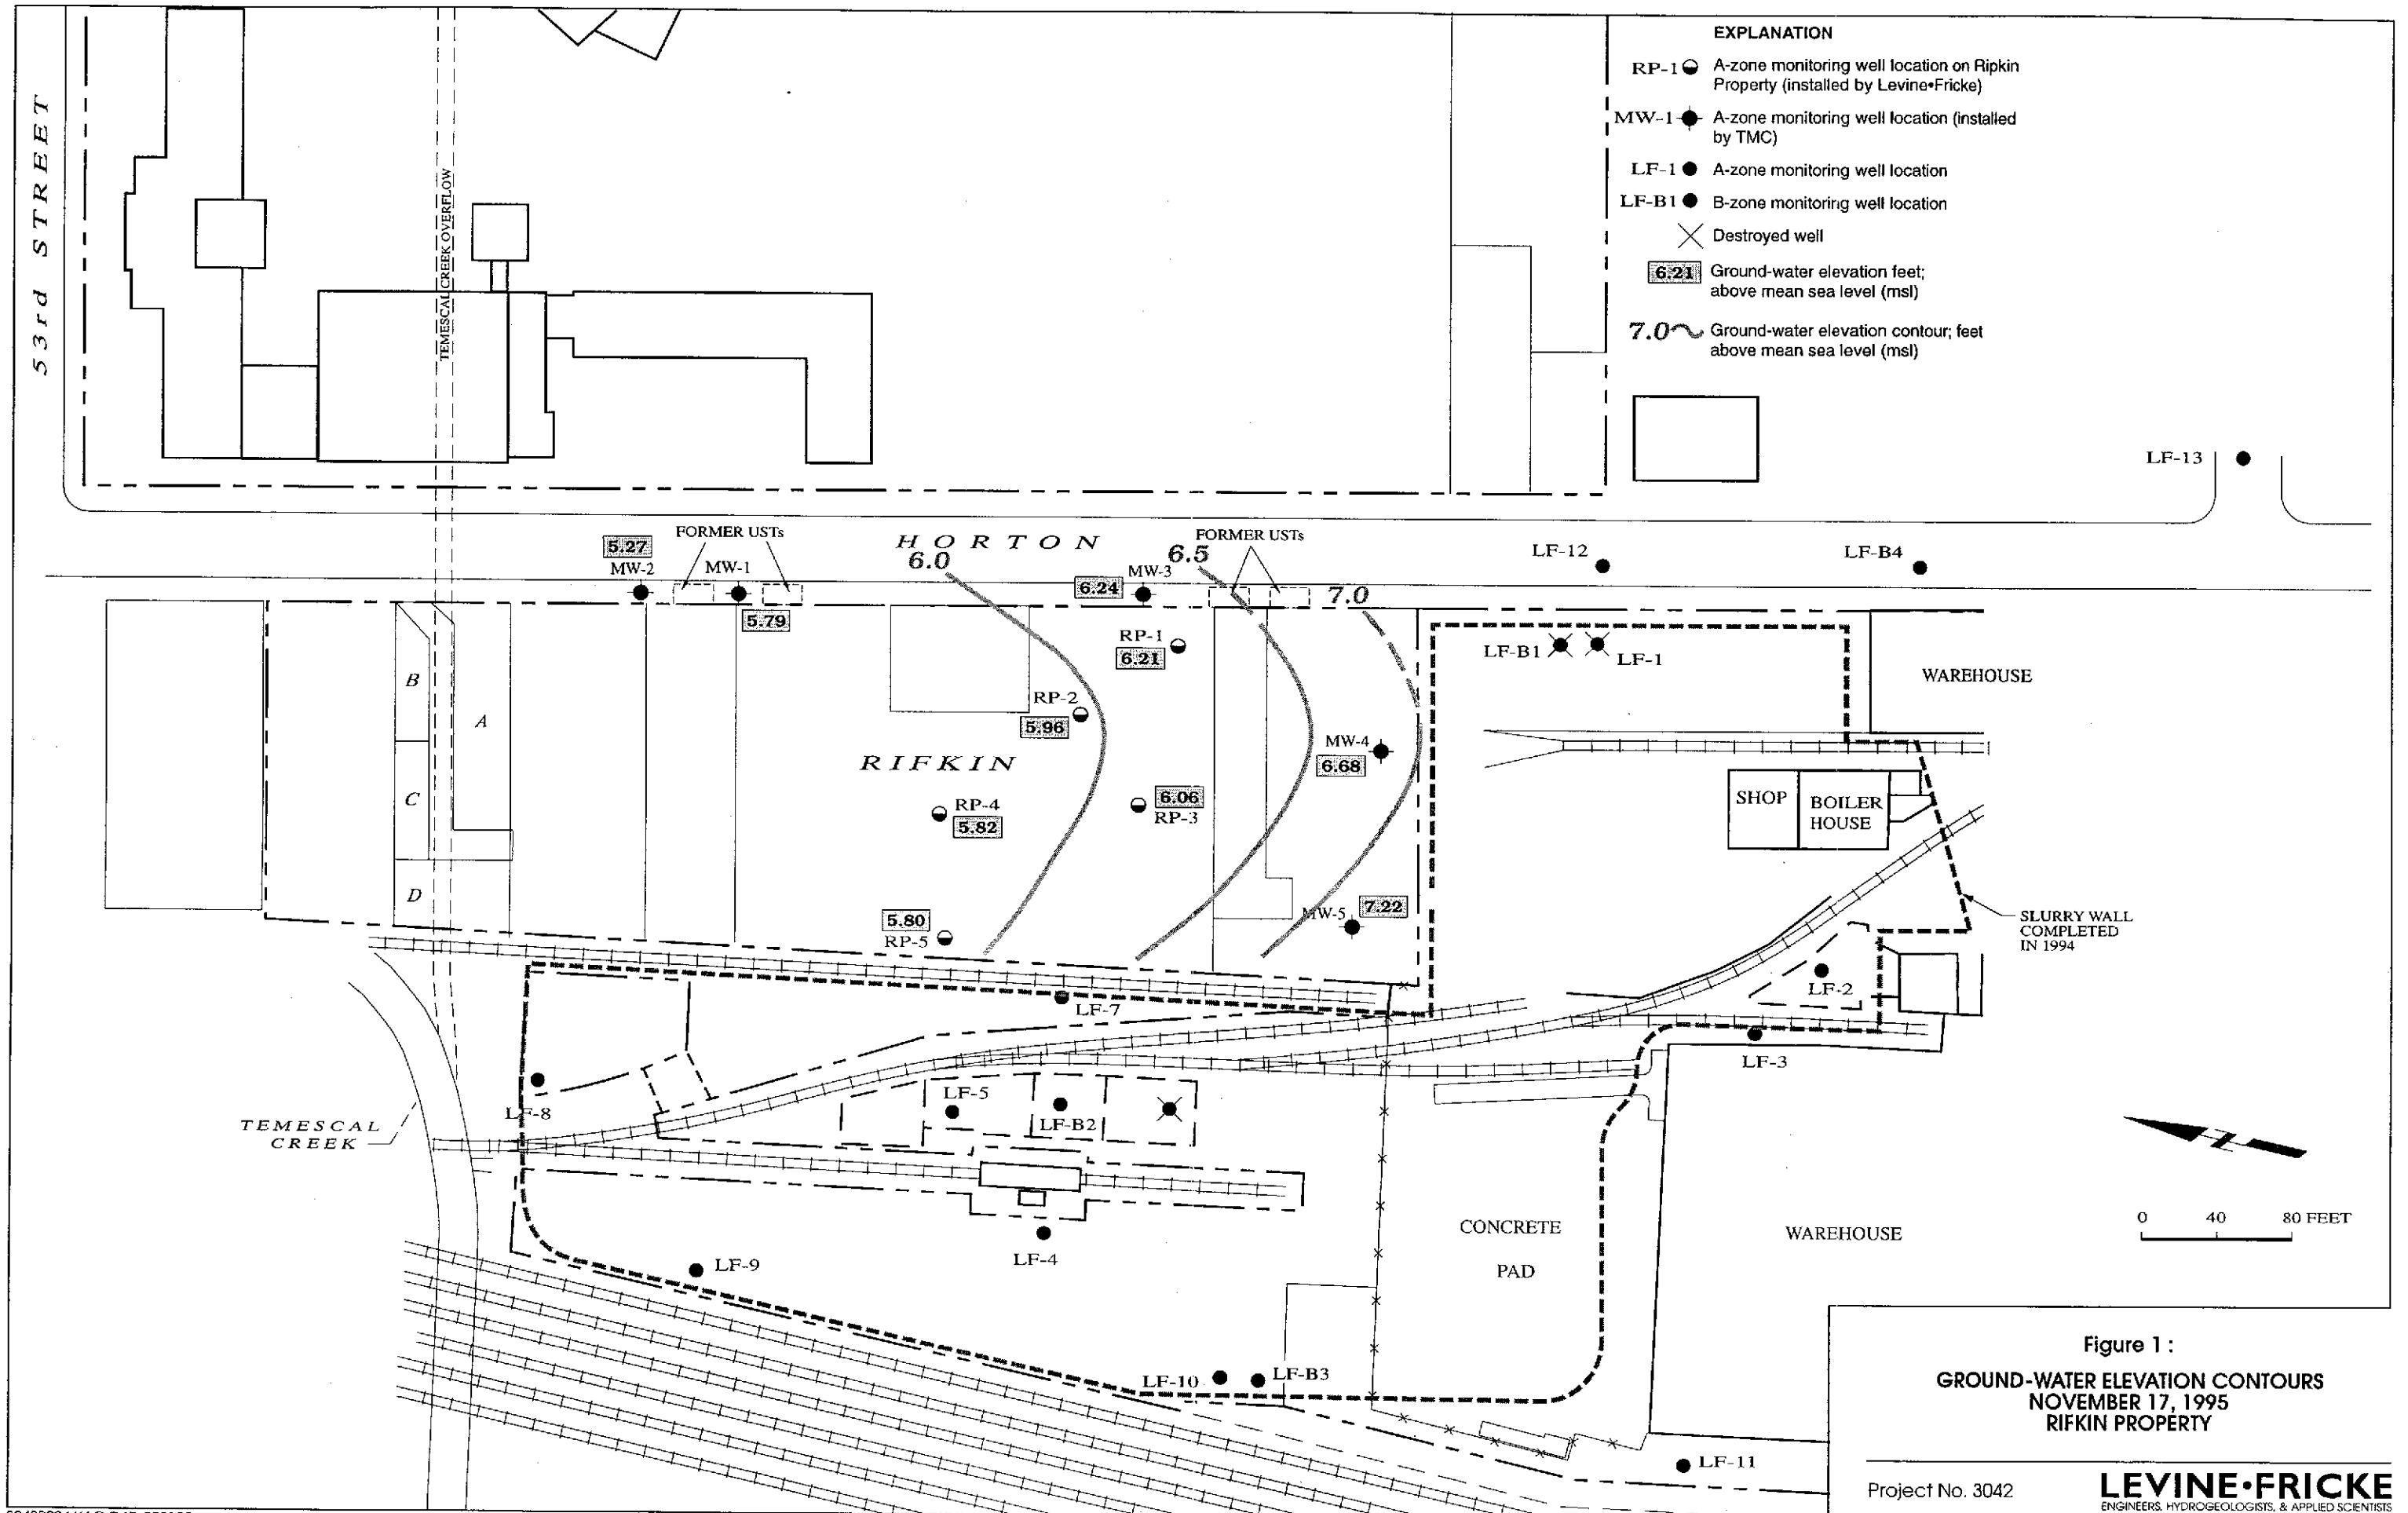 EXPLANATION
RP-1 A-zone monitoring well location on Ripkin
Property (installed by Levine•Fricke)
MW-1 A-zone monitoring well location (installed
by TMC)
LF-1 A-zone monitoring well location
LF-B1 B-zone monitoring well location
Destroyed well
6.21 Ground-water elevation feet;
above mean sea level (msl)
7.0 Ground-water elevation contour; feet
above mean sea level (msl)
53rd STREET
TEMESCAL CREEK OVERFLOW
LF-13
HORTON
FORMER USTs
FORMER USTs
5.27
MW-2
MW-1
5.79
6.0
6.24
MW-3
6.5
7.0
LF-12
LF-B4
RP-1
6.21
LF-B1
LF-1
WAREHOUSE
B
A
RP-2
5.96
MW-4
6.68
RIFKIN
C
RP-4
5.82
6.06
RP-3
SHOP
BOILER
HOUSE
D
5.80
RP-5
MW-5
7.22
SLURRY WALL
COMPLETED
IN 1994
LF-7
LF-2
LF-3
LF-8
LF-5
LF-B2
TEMESCAL
CREEK
LF-4
LF-9
CONCRETE
PAD
WAREHOUSE
0 40 80 FEET
LF-10
LF-B3
LF-11
Figure 1 :
GROUND-WATER ELEVATION CONTOURS
NOVEMBER 17, 1995
RIFKIN PROPERTY
Project No. 3042
LEVINE•FRICKE
ENGINEERS, HYDROGEOLOGISTS, & APPLIED SCIENTISTS